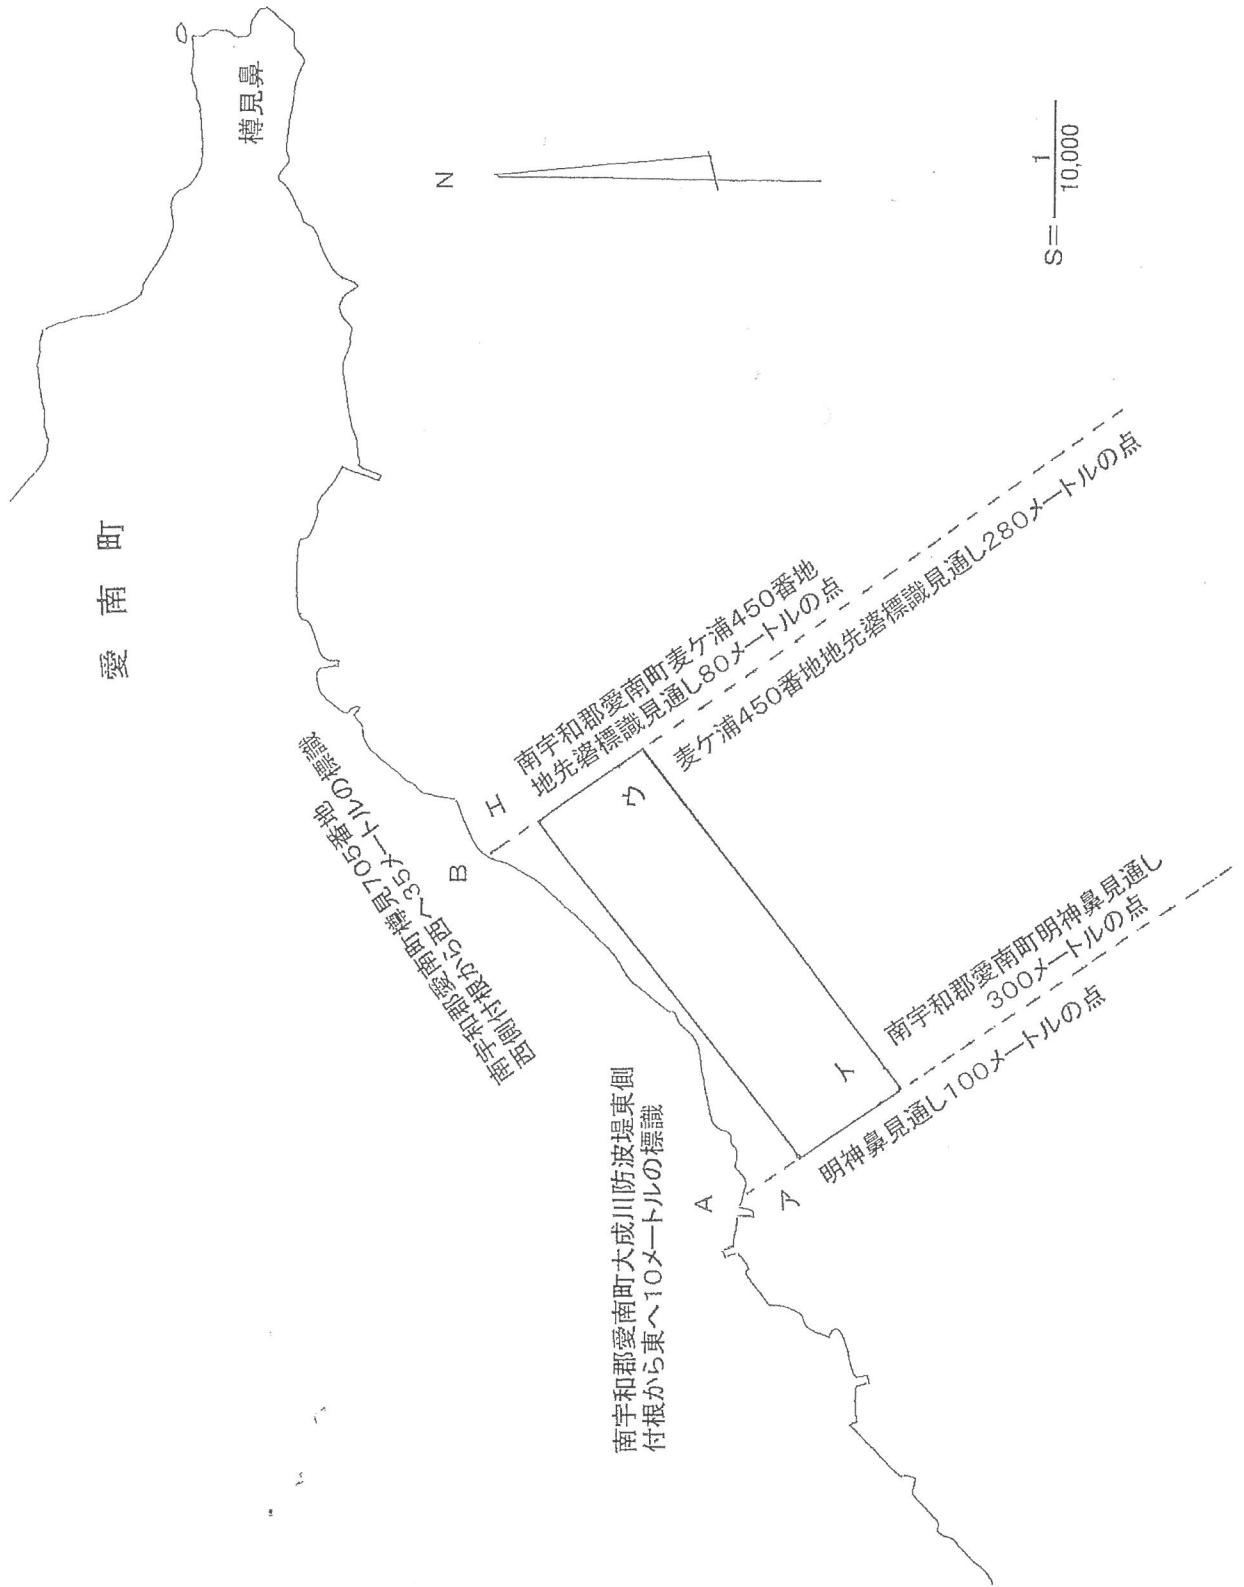 樽見鼻
N
S=1/10,000
愛南町
南宇和郡愛南町樽見705番地
西側付根から西へ35メートルの標識
B
エ
南宇和郡愛南町麦ケ浦450番地
地先礐標識見通し80メートルの点
ウ
麦ケ浦450番地地先礐標識見通し280メートルの点
南宇和郡愛南町大成川防波堤東側
付根から東へ10メートルの標識
A
ア
イ
南宇和郡愛南町明神鼻見通し
300メートルの点
明神鼻見通し100メートルの点